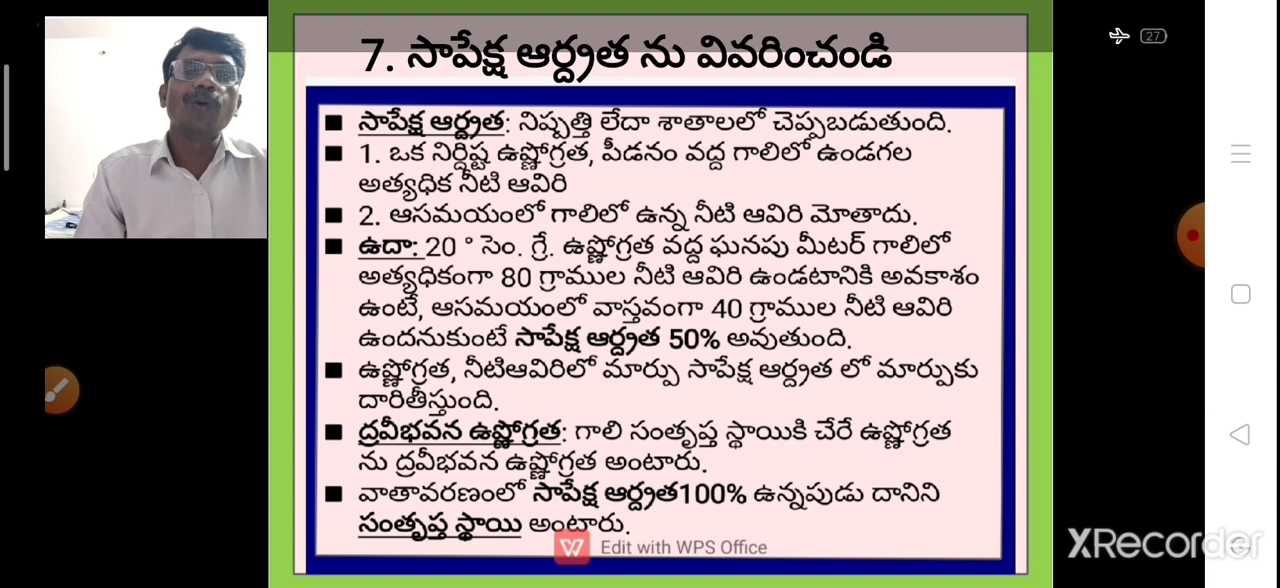 7. సాపేక్ష ఆర్ద్రత ను వివరించండి
27
■ సాపేక్ష ఆర్ద్రత: నిష్పత్తి లేదా శాతాలలో చెప్పబడుతుంది.
■ 1. ఒక నిర్దిష్ట ఉష్ణోగ్రత, పీడనం వద్ద గాలిలో ఉండగల
అత్యధిక నీటి ఆవిరి
■ 2. ఆసమయంలో గాలిలో ఉన్న నీటి ఆవిరి మోతాదు.
■ ఉదా: 20 ° సెం. గ్రే. ఉష్ణోగ్రత వద్ద ఘనపు మీటర్ గాలిలో
అత్యధికంగా 80 గ్రాముల నీటి ఆవిరి ఉండటానికి అవకాశం
ఉంటే, ఆసమయంలో వాస్తవంగా 40 గ్రాముల నీటి ఆవిరి
ఉందనుకుంటే సాపేక్ష ఆర్ద్రత 50% అవుతుంది.
■ ఉష్ణోగ్రత, నీటిఆవిరిలో మార్పు సాపేక్ష ఆర్ద్రత లో మార్పుకు
దారితీస్తుంది.
■ ద్రవీభవన ఉష్ణోగ్రత: గాలి సంతృప్త స్థాయికి చేరే ఉష్ణోగ్రత
ను ద్రవీభవన ఉష్ణోగ్రత అంటారు.
■ వాతావరణంలో సాపేక్ష ఆర్ద్రత100% ఉన్నపుడు దానిని
సంతృప్త స్థాయి అంటారు.
Edit with WPS Office
XRecorder